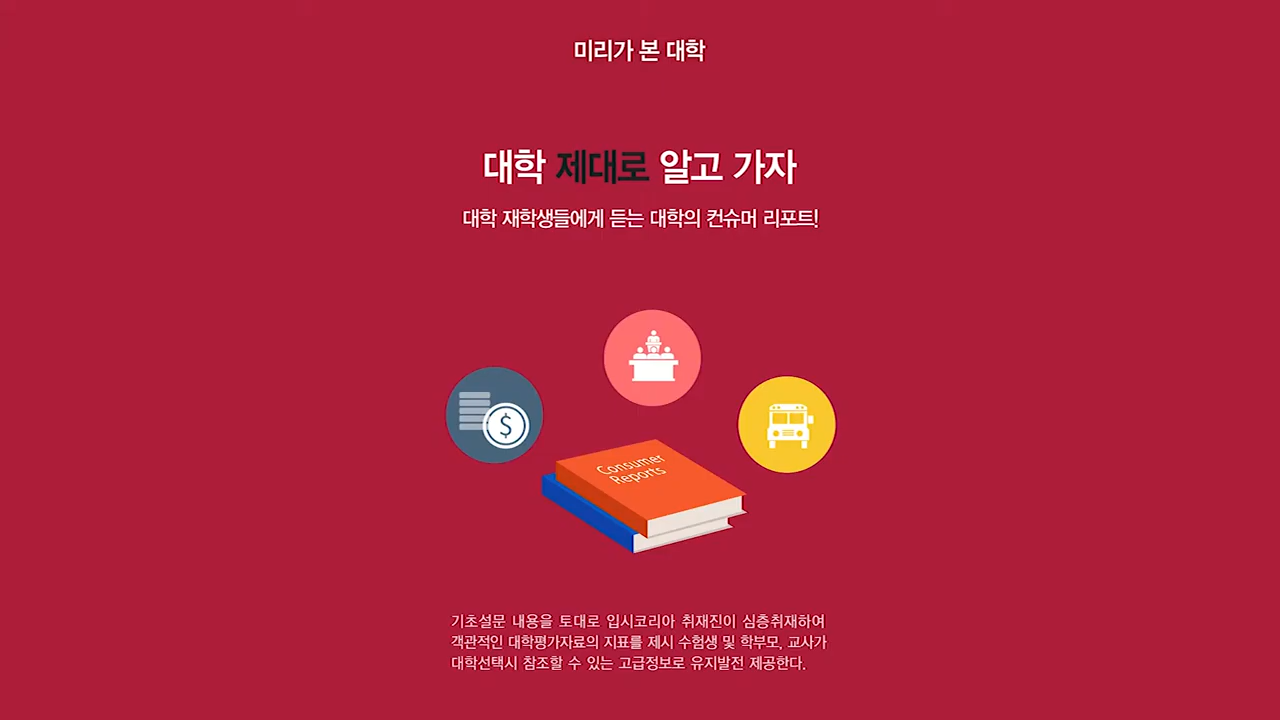 미리가 본 대학
대학 제대로 알고 가자
대학 재학생들에게 듣는 대학의 컨슈머 리포트!
$
Consumer
Reports
기초설문 내용을 토대로 입시코리아 취재진이 심층취재하여
객관적인 대학평가자료의 지표를 제시 수험생 및 학부모, 교사가
대학선택시 참조할 수 있는 고급정보로 유지발전 제공한다.